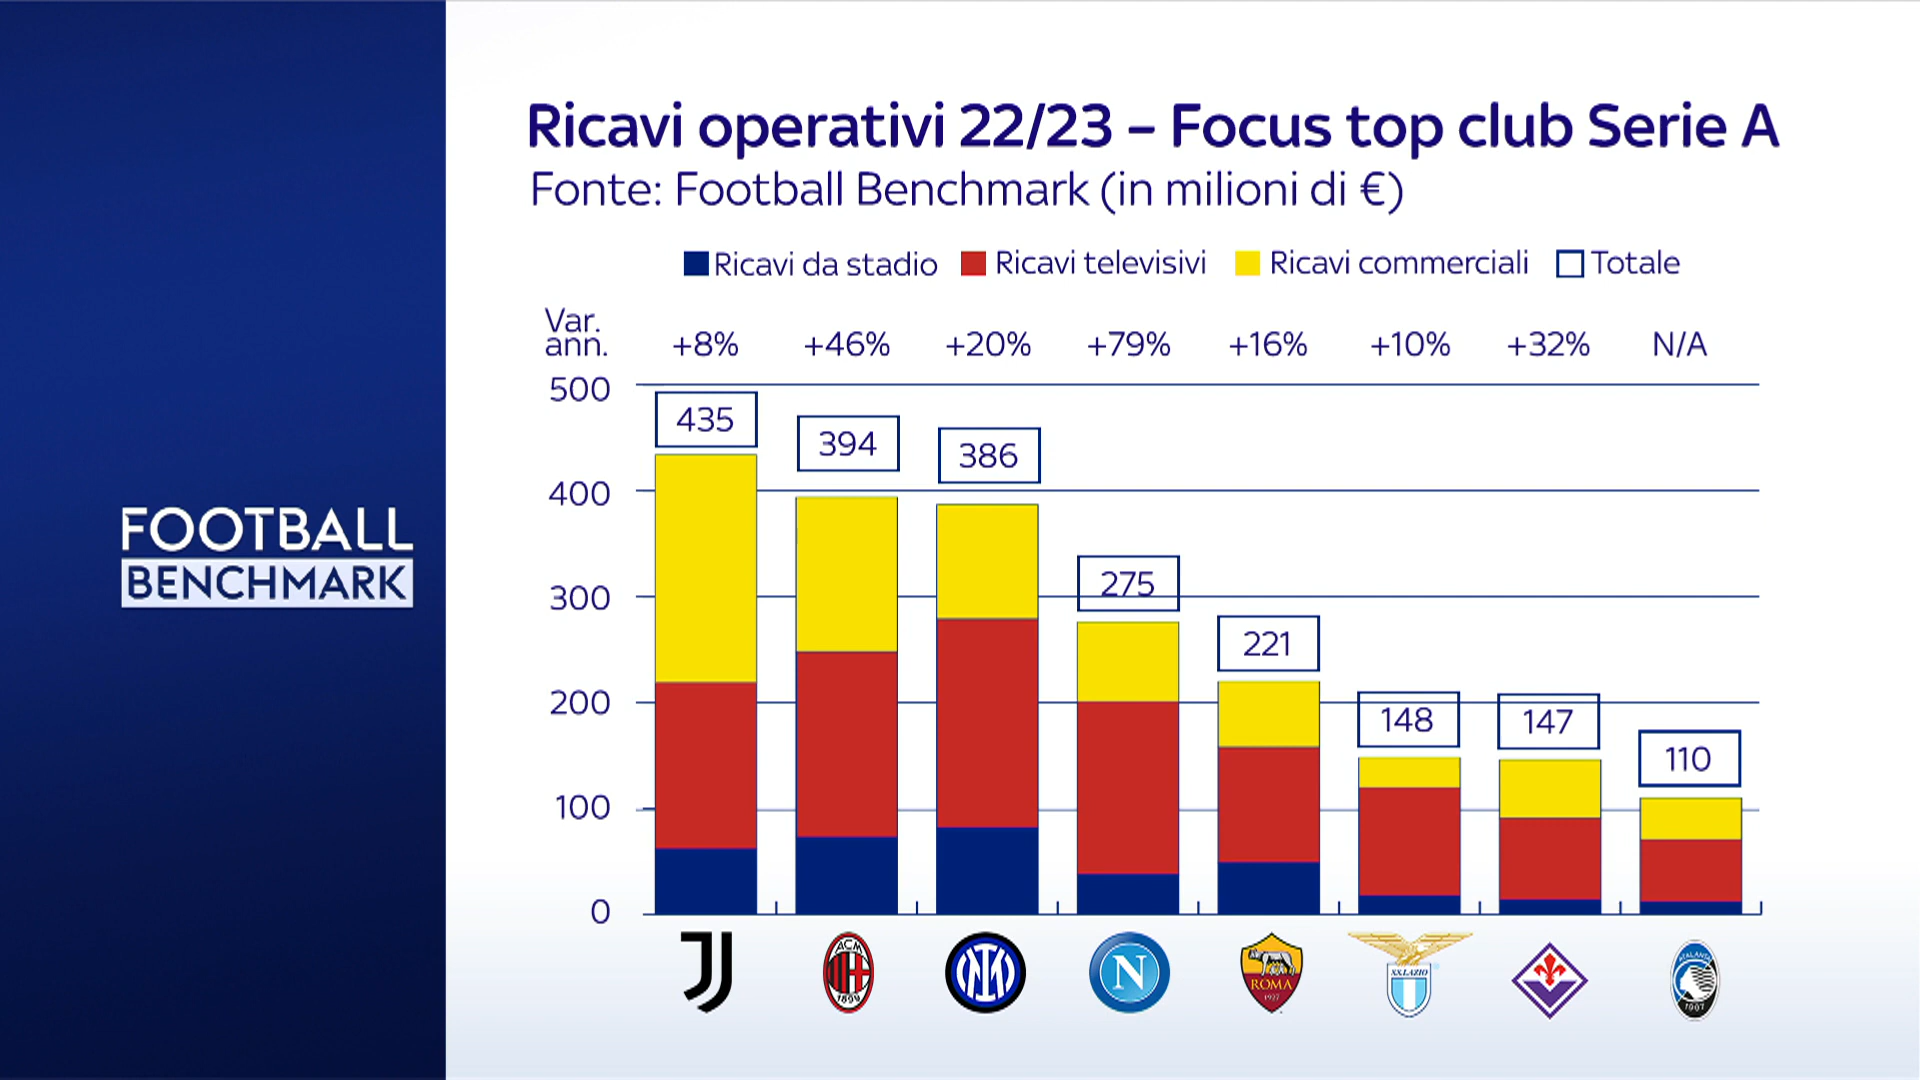 FOOTBALL
BENCHMARK
Ricavi operativi 22/23 – Focus top club Serie A
Fonte: Football Benchmark (in milioni di €)
Ricavi da stadio Ricavi televisivi Ricavi commerciali Totale
Var.
ann. +8% +46% +20% +79% +16% +10% +32% N/A
500
435
394
386
400
275
300
221
200
148
147
110
100
0
ACM
1899
N
ROMA
1927
S.S.LAZIO
ATALANTA
1907